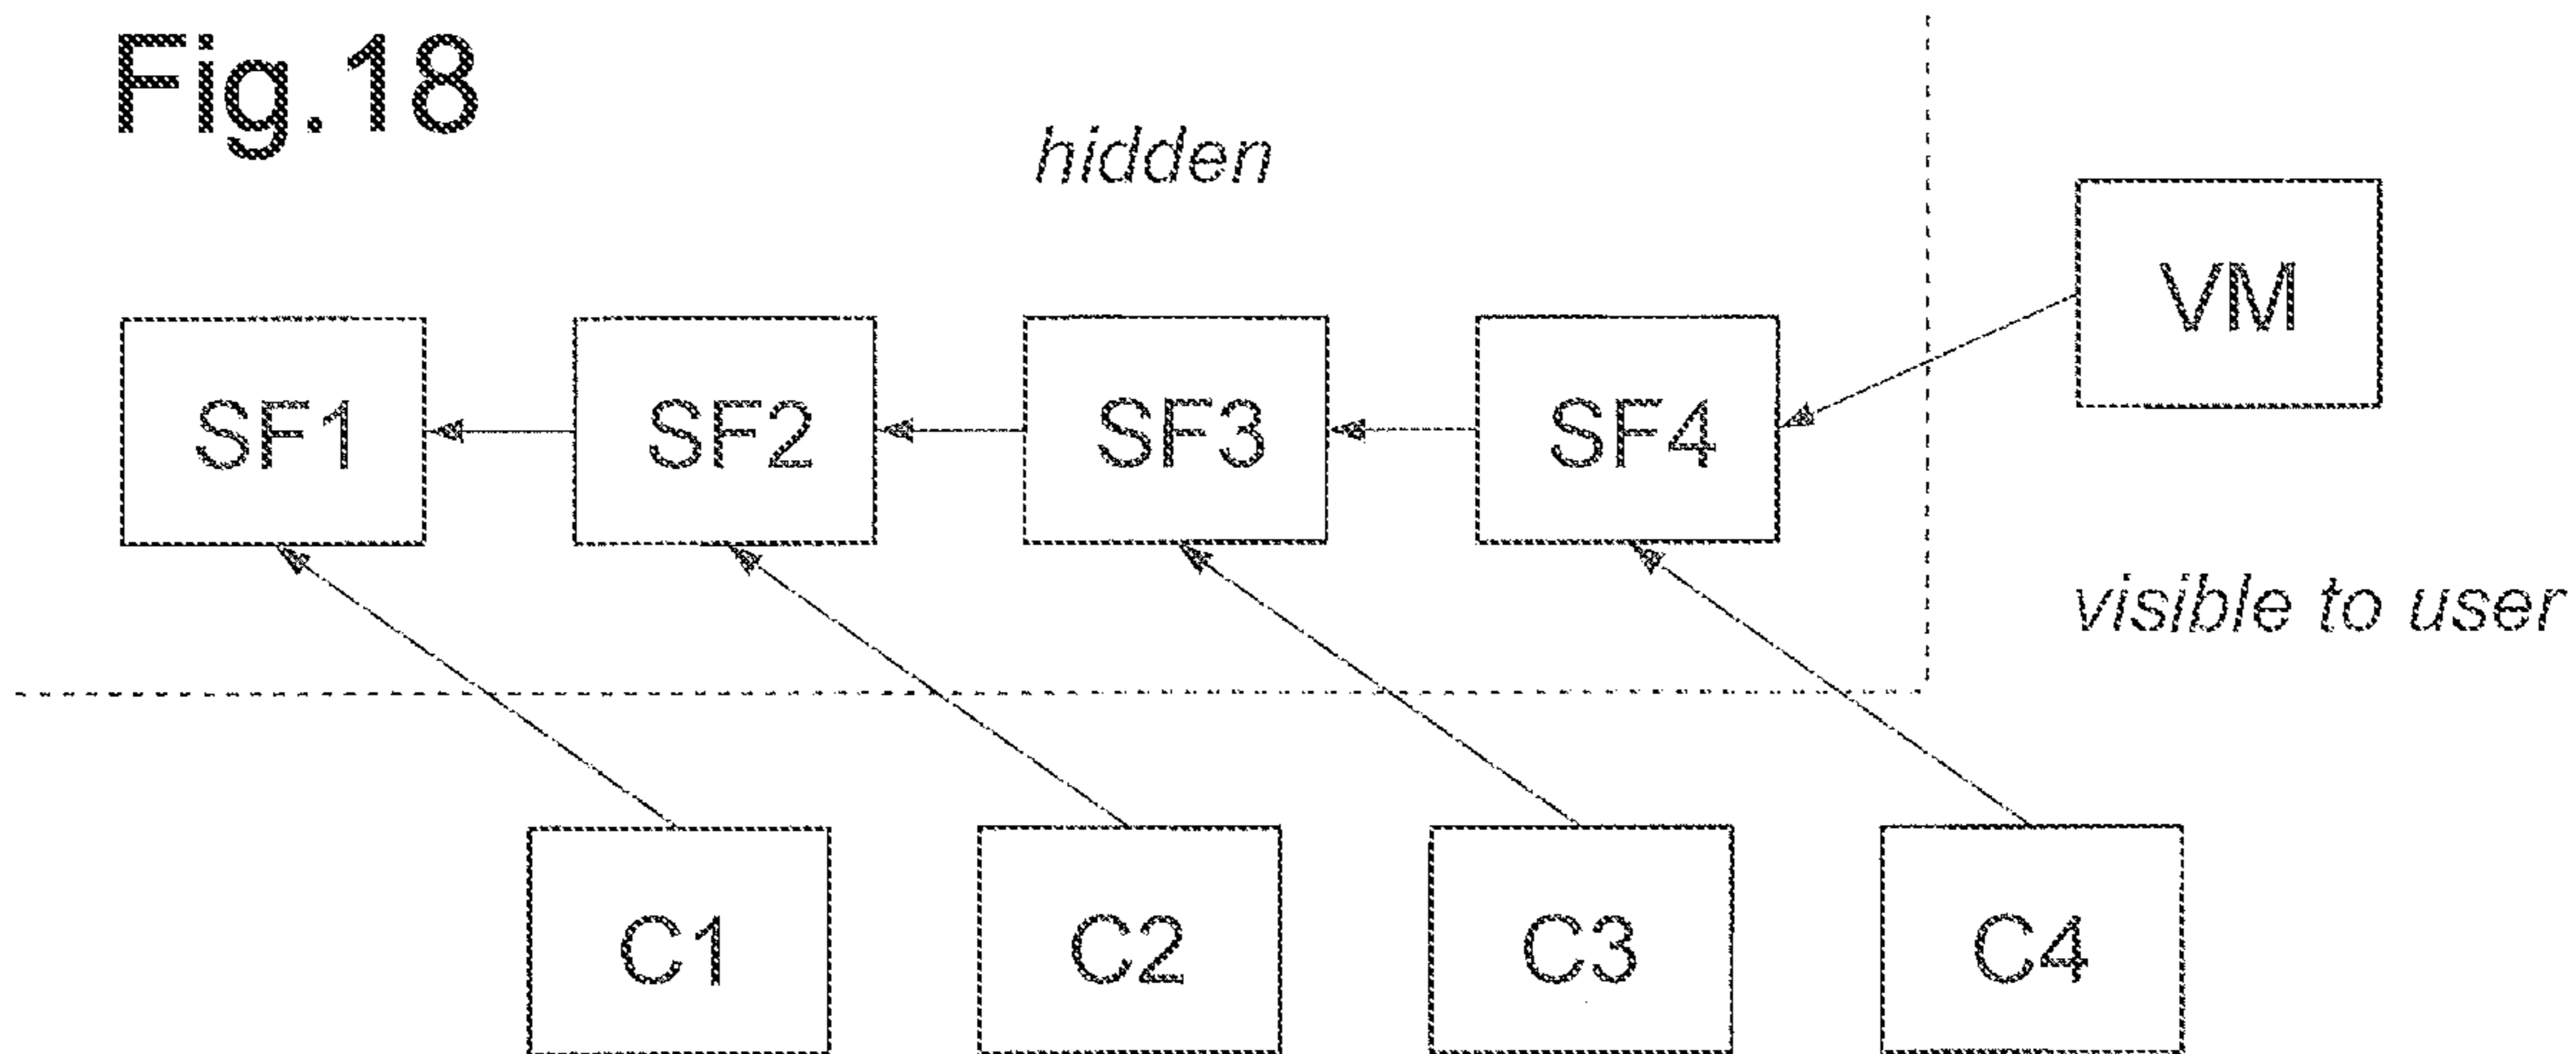 Fig.18
hidden
VM
SF1 SF2 SF3 SF4
visible to user
C1 C2 C3 C4